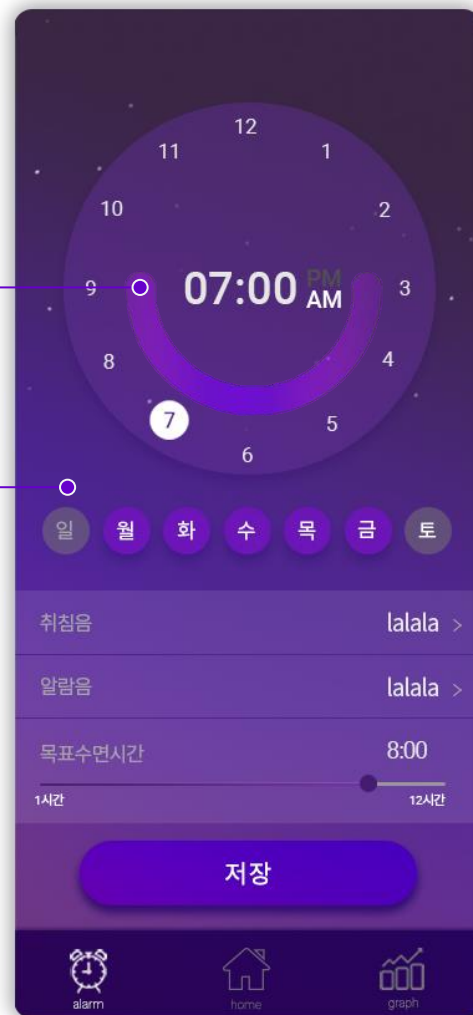 12
11 1
10 2
07:00 PM
AM
9 3
8 4
7 5
6
일 월 화 수 목 금 토
취침음 lalala >
알람음 lalala >
목표수면시간 8:00
1시간 12시간
저장
alarm home graph